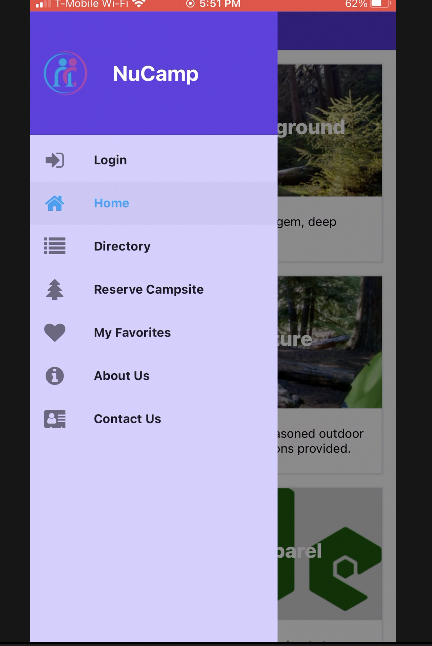 T-Mobile Wi-Fi 5:51 PM 62%
NuCamp
Login
Home
Directory
Reserve Campsite
My Favorites
About Us
Contact Us
ground
gem, deep
ture
asoned outdoor
ons provided.
parel